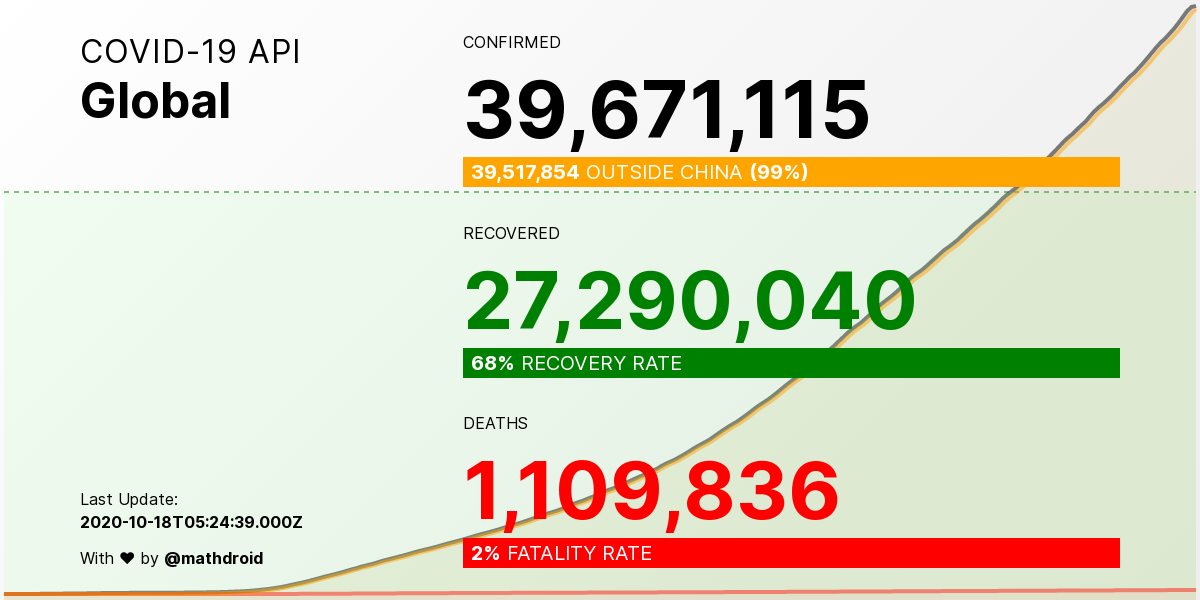 COVID-19 API
Global
CONFIRMED
39,671,115
39,517,854 OUTSIDE CHINA (99%)
RECOVERED
27,290,040
68% RECOVERY RATE
DEATHS
1,109,836
2% FATALITY RATE
Last Update:
2020-10-18T05:24:39.000Z
With ♥ by @mathdroid